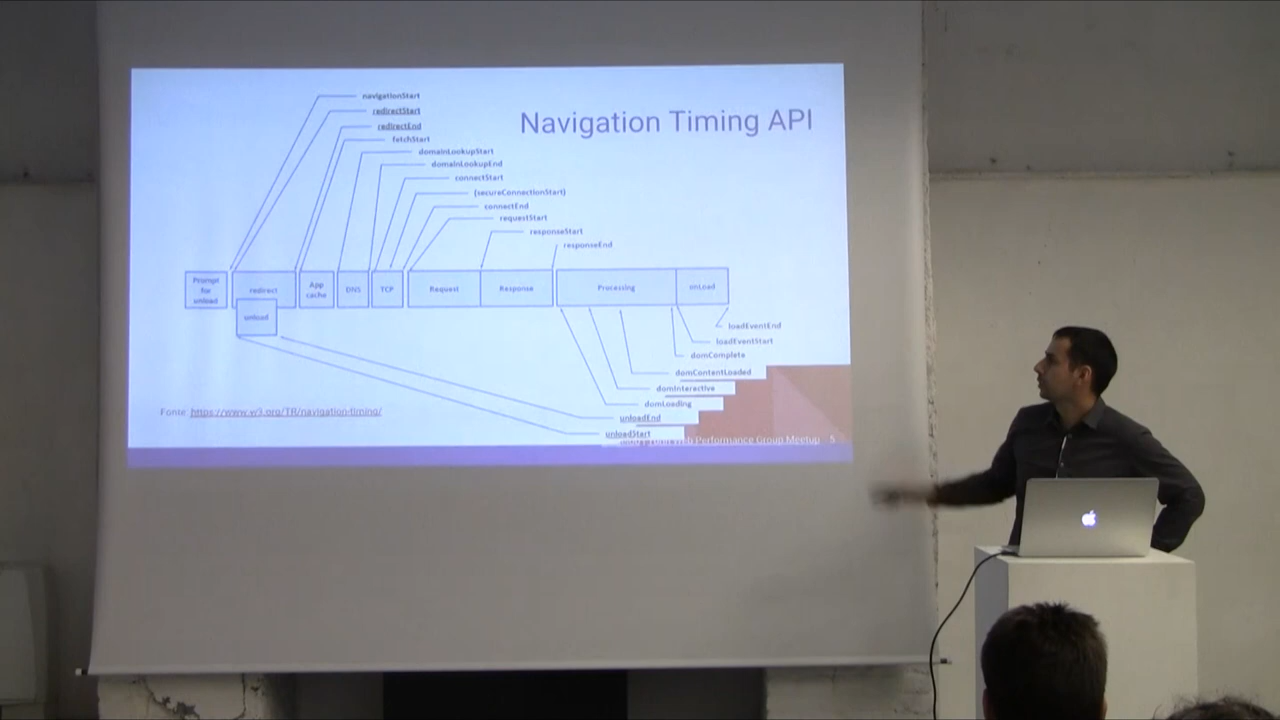 Navigation Timing API
navigationStart
redirectStart
redirectEnd
fetchStart
domainLookupStart
domainLookupEnd
connectStart
(secureConnectionStart)
connectEnd
requestStart
responseStart
responseEnd
Prompt
for
unload
redirect
App
cache
DNS
TCP
Request
Response
Processing
onLoad
unload
loadEventEnd
loadEventStart
domComplete
domContentLoaded
domInteractive
domLoading
unloadEnd
unloadStart
Fonte https://www.w3.org/TR/navigation-timing/
Web Performance Group Meetup 5